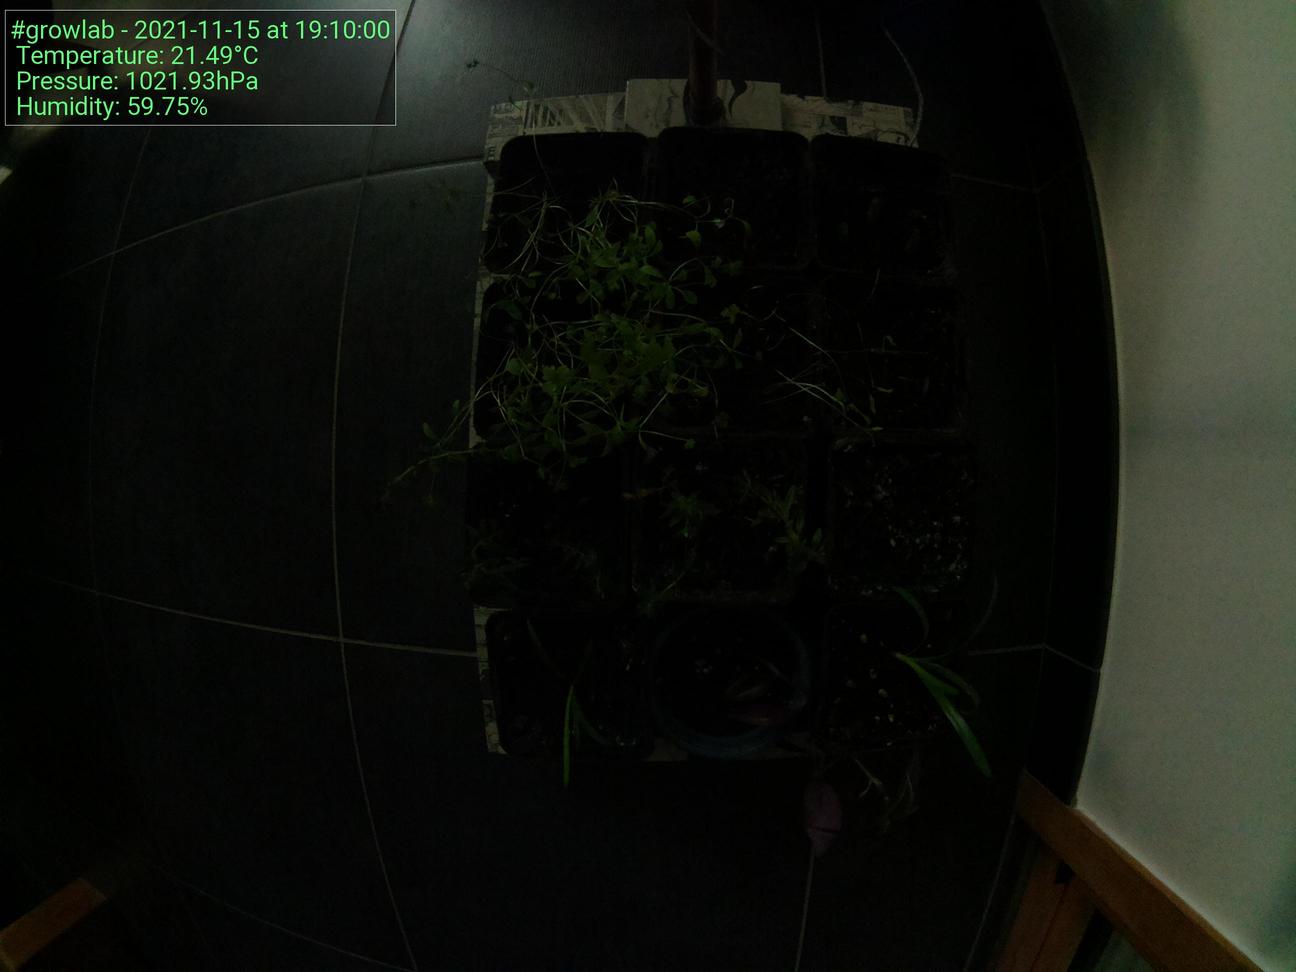 #growlab - 2021-11-15 at 19:10:00
Temperature: 21.49°C
Pressure: 1021.93hPa
Humidity: 59.75%